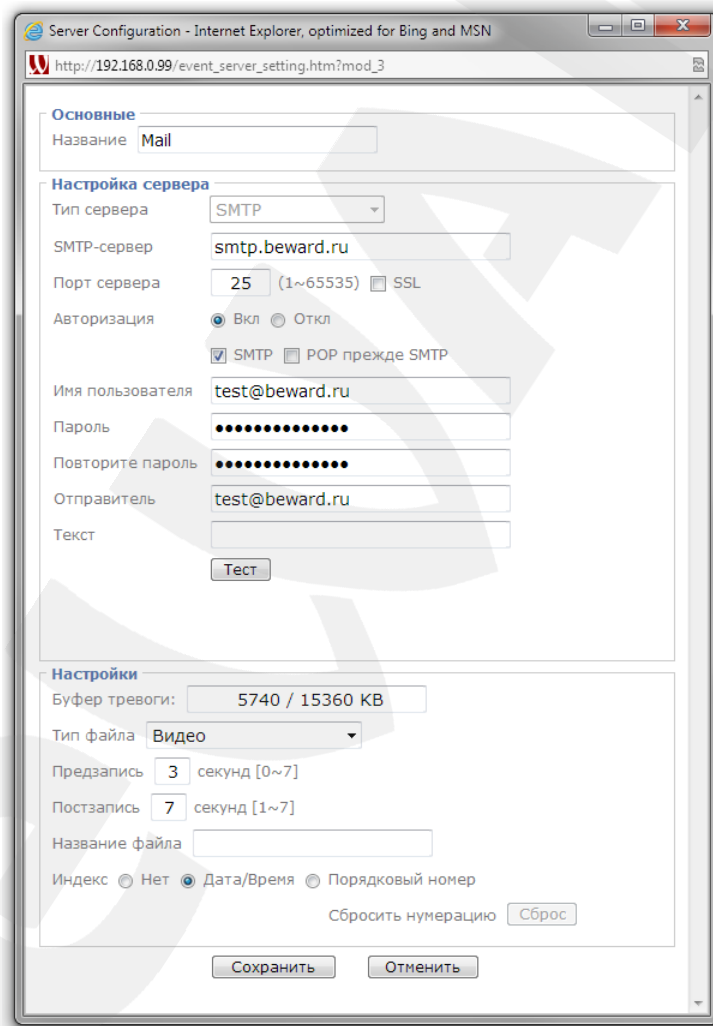 Server Configuration - Internet Explorer, optimized for Bing and MSN
http://192.168.0.99/event_server_setting.htm?mod_3
Основные
Название Mail
Настройка сервера
Тип сервера SMTP
SMTP-сервер smtp.beward.ru
Порт сервера 25 (1~65535) SSL
Авторизация Вкл Откл
SMTP POP прежде SMTP
Имя пользователя test@beward.ru
Пароль ●●●●●●●●●●●●●●
Повторите пароль ●●●●●●●●●●●●●●
Отправитель test@beward.ru
Текст
Тест
Настройки
Буфер тревоги: 5740 / 15360 KB
Тип файла Видео
Предзапись 3 секунд [0~7]
Постзапись 7 секунд [1~7]
Название файла
Индекс Нет Дата/Время Порядковый номер
Сбросить нумерацию Сброс
Сохранить Отменить